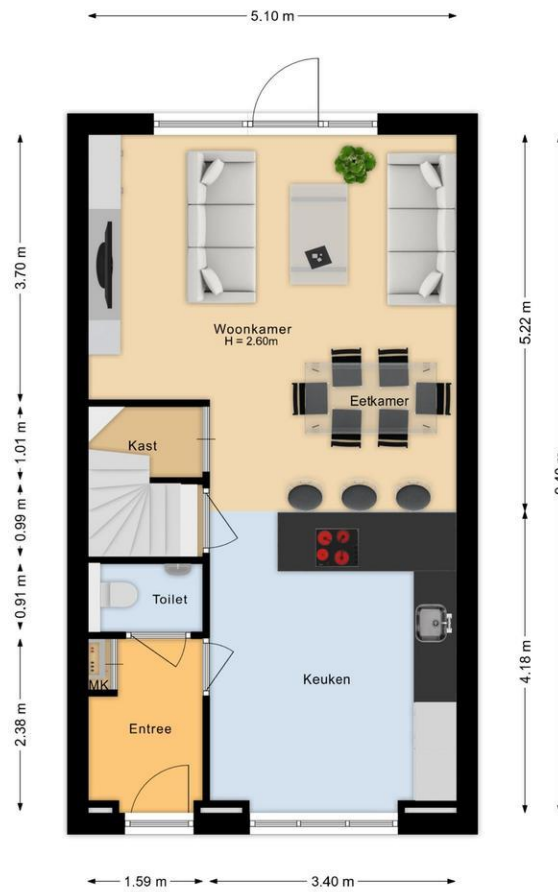 5.10 m
3.70 m
5.22 m
Woonkamer
H = 2.60m
Eetkamer
1.01 m
Kast
0.99 m
0.91 m
Toilet
4.18 m
Keuken
MK
2.38 m
Entree
1.59 m
3.40 m